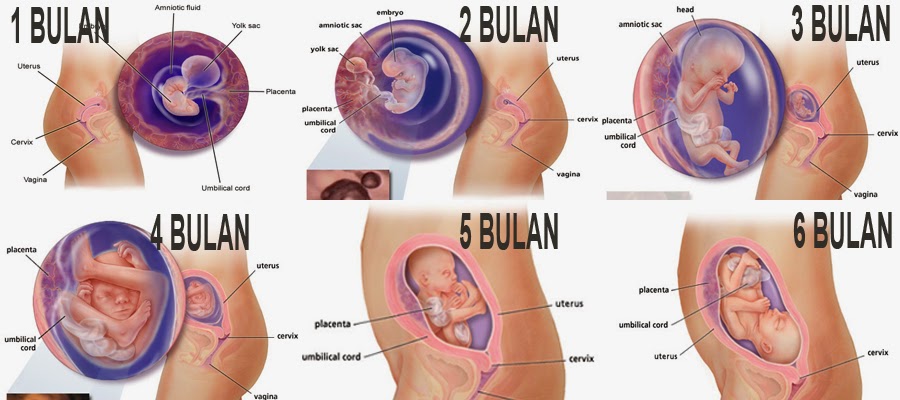 1 BULAN
Embryo
Amniotic fluid
Yolk sac
Uterus
Placenta
Cervix
Vagina
Umbilical cord
2 BULAN
embryo
amniotic sac
yolk sac
uterus
placenta
umbilical
cord
cervix
vagina
3 BULAN
head
amniotic sac
uterus
placenta
umbilical
cord
cervix
vagina
4 BULAN
placenta
uterus
umbilical
cord
cervix
vagina
5 BULAN
placenta
uterus
umbilical cord
cervix
6 BULAN
placenta
umbilical cord
uterus
cervix